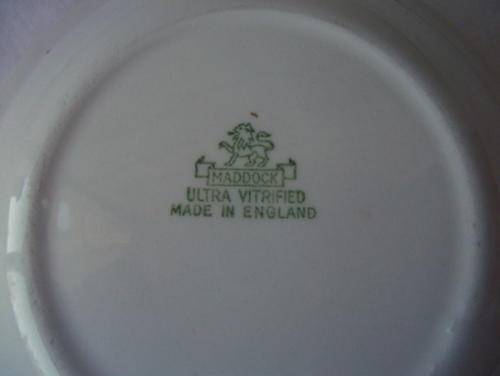 MADDOCK
ULTRA VITRIFIED
MADE IN ENGLAND